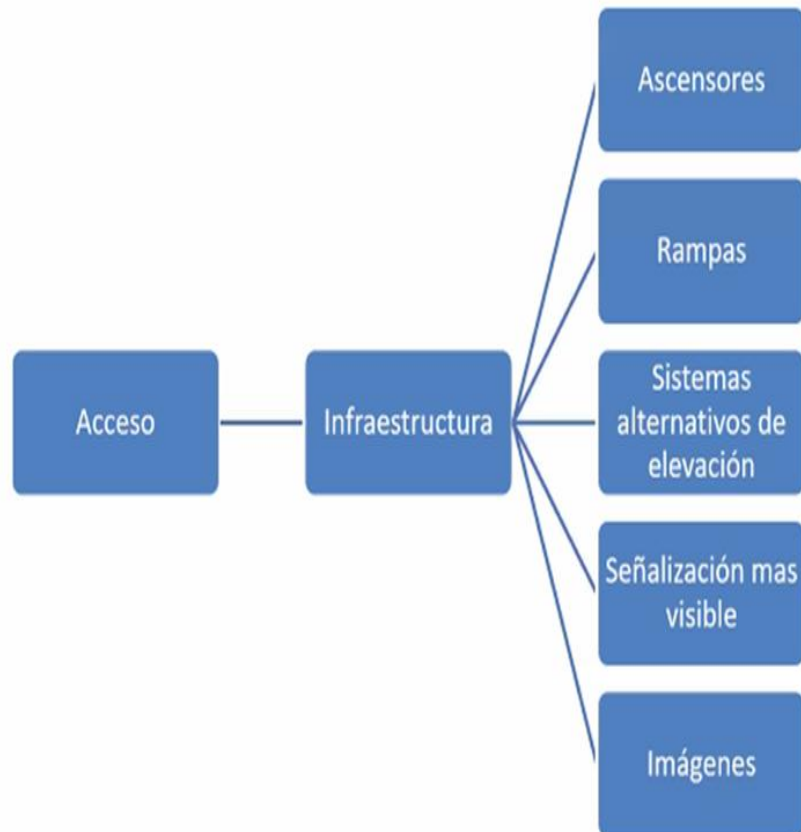 Acceso
Infraestructura
Ascensores
Rampas
Sistemas
alternativos de
elevación
Señalización mas
visible
Imágenes